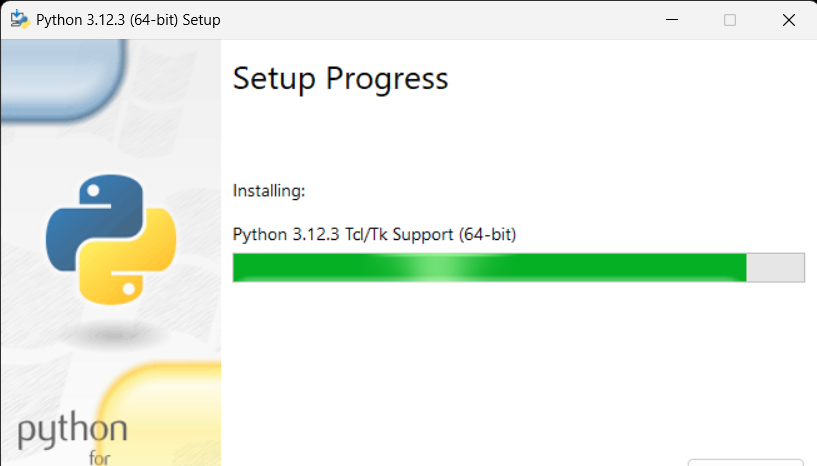 Python 3.12.3 (64-bit) Setup
Setup Progress
Installing:
Python 3.12.3 Tcl/Tk Support (64-bit)
python
for